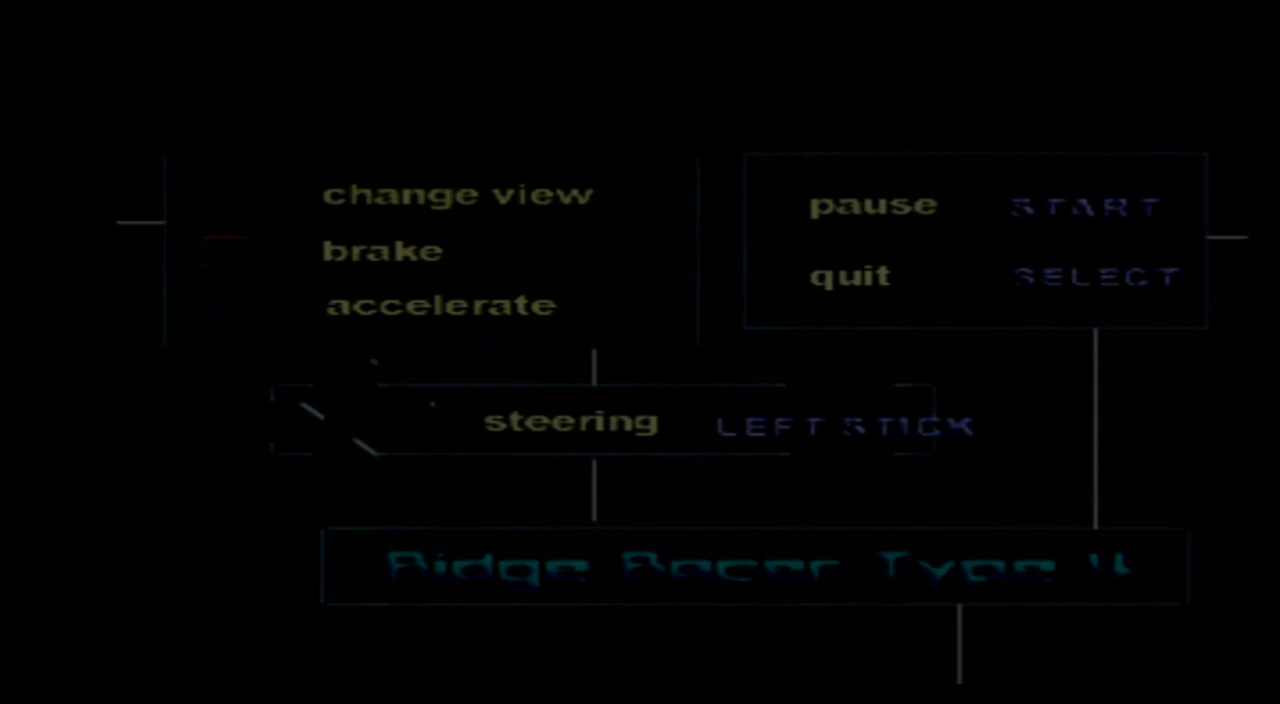 change view
brake
accelerate
pause START
quit SELECT
steering LEFT STICK
Ridge Racer Type 4